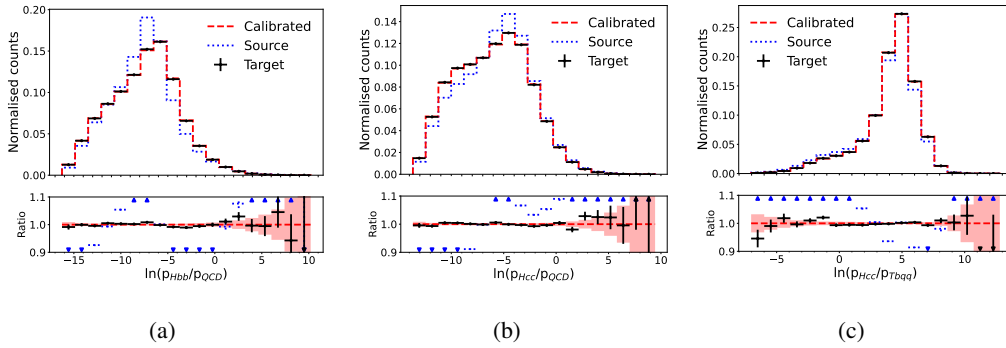 Normalised counts
0.20
0.15
0.10
0.05
0.00
Calibrated
Source
Target
Ratio
1.1
1.0
0.9
−15 −10 −5 0 5 10
ln(pHbb/pQCD)
(a)
Normalised counts
0.14
0.12
0.10
0.08
0.06
0.04
0.02
0.00
Calibrated
Source
Target
Ratio
1.1
1.0
0.9
−10 −5 0 5 10
ln(pHcc/pQCD)
(b)
Normalised counts
0.25
0.20
0.15
0.10
0.05
0.00
Calibrated
Source
Target
Ratio
1.1
1.0
0.9
−5 0 5 10
ln(pHcc/pTbqq)
(c)